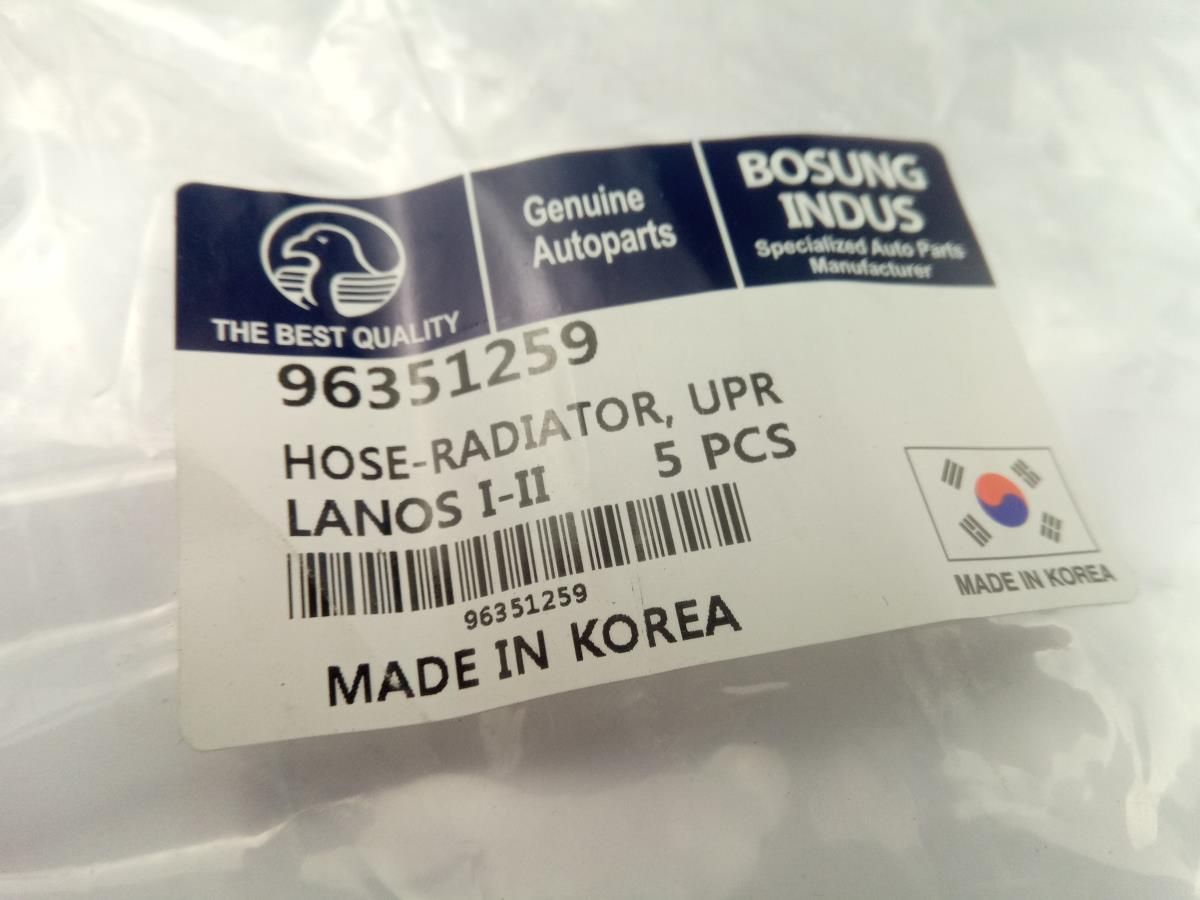 THE BEST QUALITY
Genuine
Autoparts
BOSUNG
INDUS
Specialized Auto Parts
Manufacturer
96351259
HOSE-RADIATOR, UPR
LANOS I-II 5 PCS
96351259
MADE IN KOREA
MADE IN KOREA